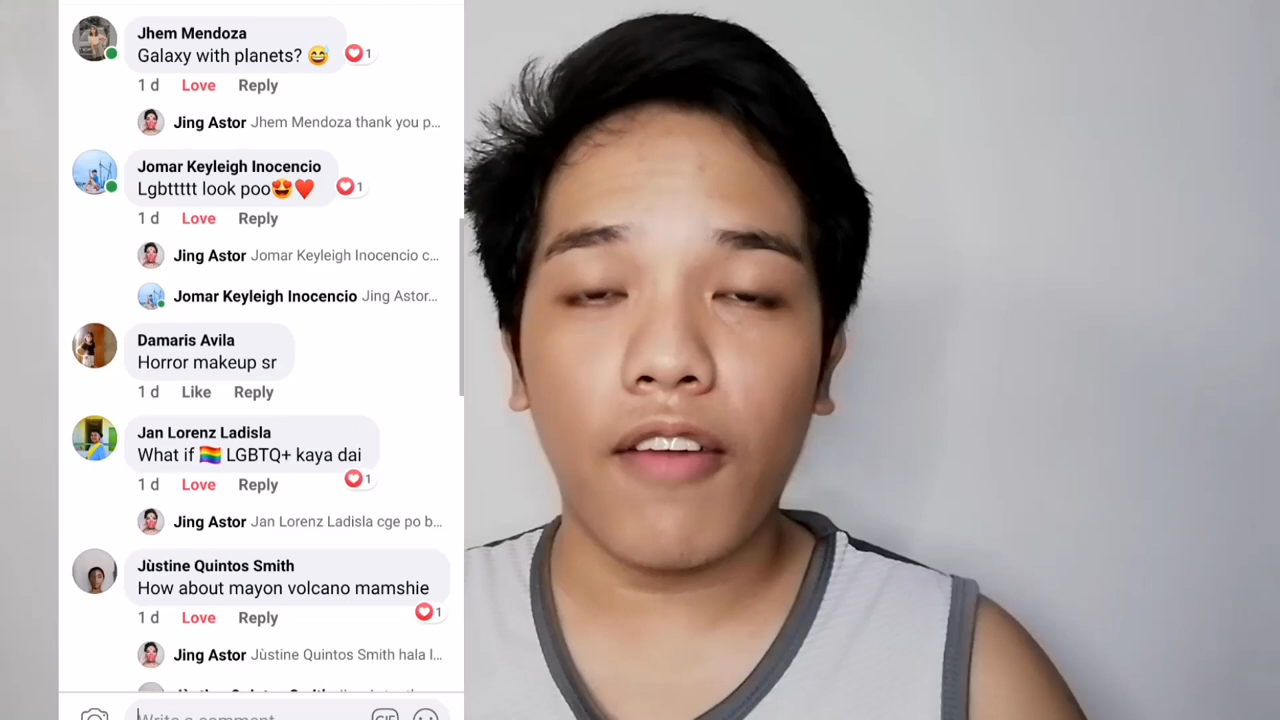 Jhem Mendoza
Galaxy with planets? 😅
1
1 d Love Reply
Jing Astor Jhem Mendoza thank you p...
Jomar Keyleigh Inocencio
Lgbttttt look poo😍❤️
1
1 d Love Reply
Jing Astor Jomar Keyleigh Inocencio c...
Jomar Keyleigh Inocencio Jing Astor...
Damaris Avila
Horror makeup sr
1 d Like Reply
Jan Lorenz Ladisla
What if 🏳️‍🌈 LGBTQ+ kaya dai
1 d Love Reply
1
Jing Astor Jan Lorenz Ladisla cge po b...
Jùstine Quintos Smith
How about mayon volcano mamshie
1 d Love Reply
1
Jing Astor Jùstine Quintos Smith hala l...
Write a comment
GIF